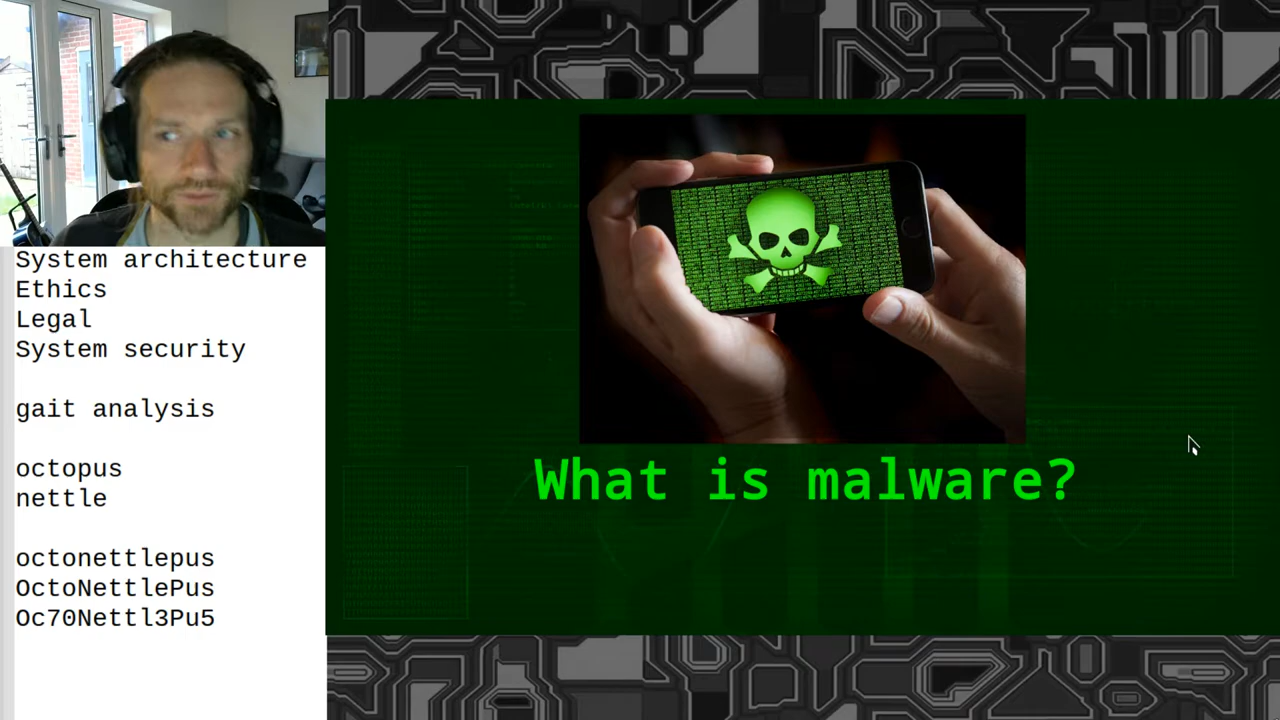 System architecture
Ethics
Legal
System security
gait analysis
octopus
nettle
octonettlepus
OctoNettlePus
Oc70Nettl3Pu5
What is malware?